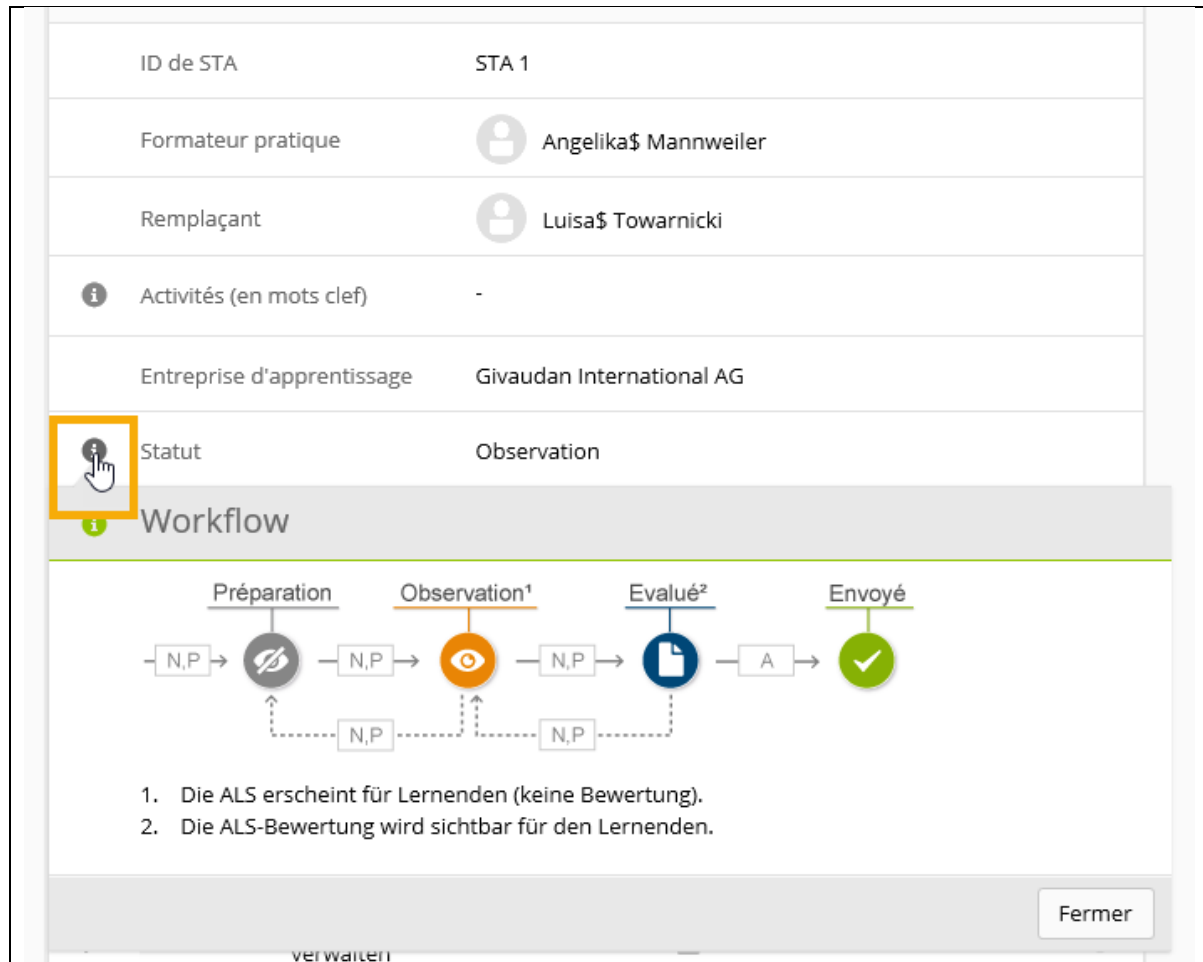 ID de STA STA 1
Formateur pratique Angelika$ Mannweiler
Remplaçant Luisa$ Towarnicki
Activités (en mots clef) -
Entreprise d'apprentissage Givaudan International AG
Statut Observation
Workflow
Préparation Observation¹ Evalué² Envoyé
N,P N,P N,P A
N,P N,P
1. Die ALS erscheint für Lernenden (keine Bewertung).
2. Die ALS-Bewertung wird sichtbar für den Lernenden.
Fermer
verwalten